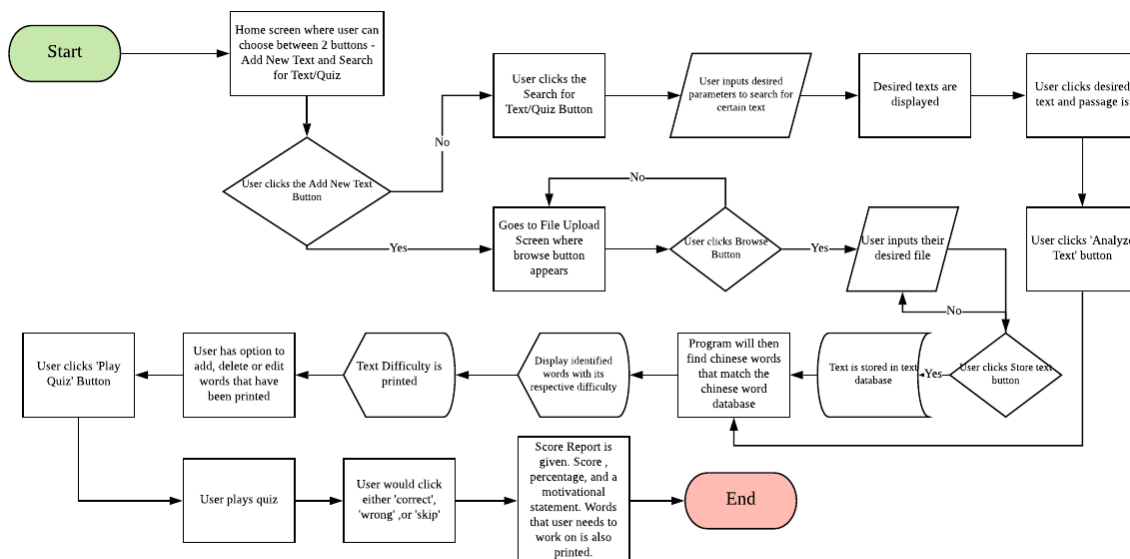 Start
Home screen where user can
choose between 2 buttons -
Add New Text and Search
for Text/Quiz
User clicks the
Search for
Text/Quiz Button
User inputs desired
parameters to search for
certain text
Desired texts are
displayed
User clicks desired
text and passage is
No
User clicks the Add New Text
Button
Yes
No
Goes to File Upload
Screen where
browse button
appears
User clicks Browse
Button
Yes
User inputs their
desired file
User clicks 'Analyze
Text' button
No
User clicks 'Play
Quiz' Button
User has option to
add, delete or edit
words that have
been printed
Text Difficulty is
printed
Display identified
words with its
respective difficulty
Program will then
find chinese words
that match the
chinese word
database
Text is stored in text
database
Yes
User clicks Store text
button
User plays quiz
User would click
either 'correct',
'wrong' ,or 'skip'
Score Report is
given. Score ,
percentage, and a
motivational
statement. Words
that user needs to
work on is also
printed.
End